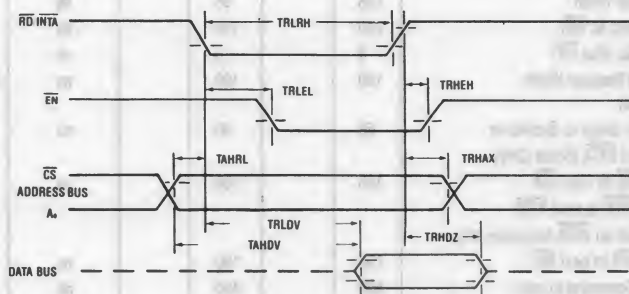 RD INTA
TRLRH
TRLEL
TRHEH
EN
TAHRL
TRHAX
CS
ADDRESS BUS
A₀
TRLDV
TRHDZ
TAHDV
DATA BUS